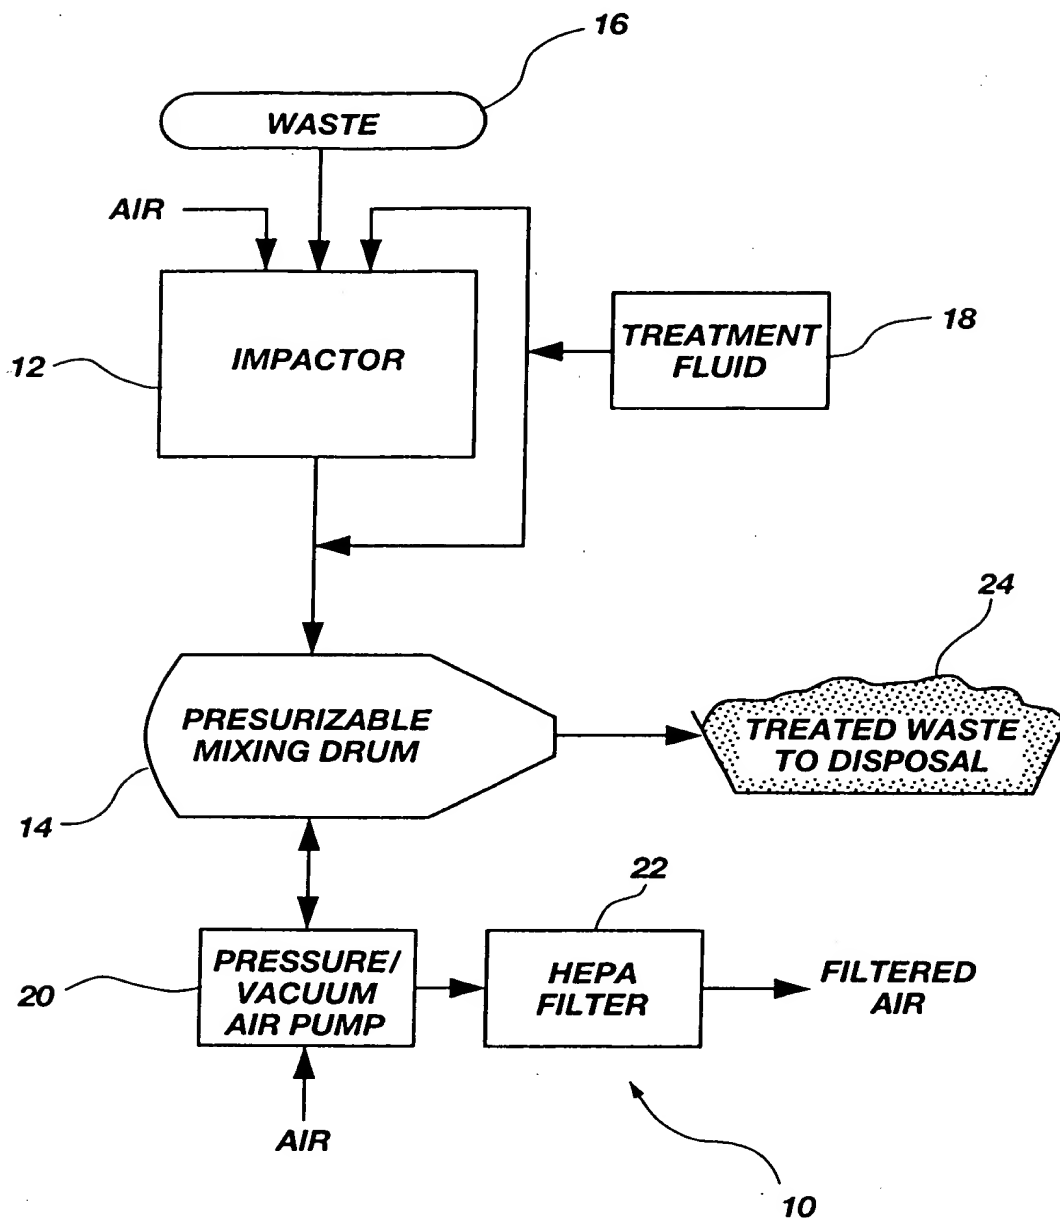 16
WASTE
AIR
IMPACTOR
12
TREATMENT
FLUID
18
24
PRESURIZABLE
MIXING DRUM
TREATED WASTE
TO DISPOSAL
14
22
PRESSURE/
VACUUM
AIR PUMP
20
HEPA
FILTER
FILTERED
AIR
AIR
10